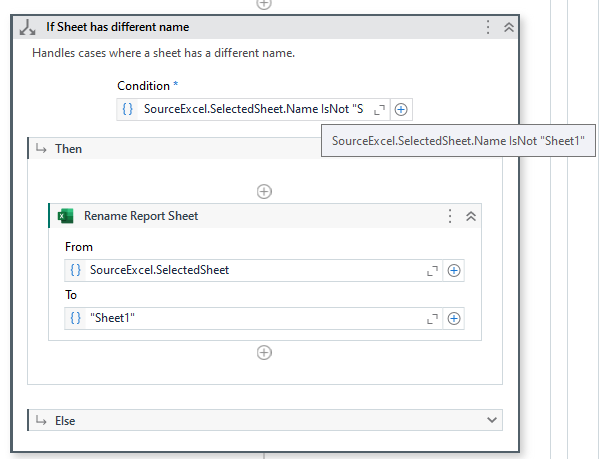 If Sheet has different name
Handles cases where a sheet has a different name.
Condition *
{ } SourceExcel.SelectedSheet.Name IsNot "S
SourceExcel.SelectedSheet.Name IsNot "Sheet1"
Then
Rename Report Sheet
From
{ } SourceExcel.SelectedSheet
To
{ } "Sheet1"
Else